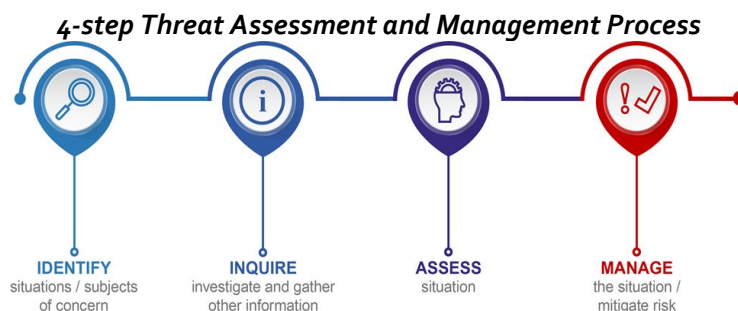 4-step Threat Assessment and Management Process
i
IDENTIFY
situations / subjects
of concern
INQUIRE
investigate and gather
other information
ASSESS
situation
MANAGE
the situation /
mitigate risk